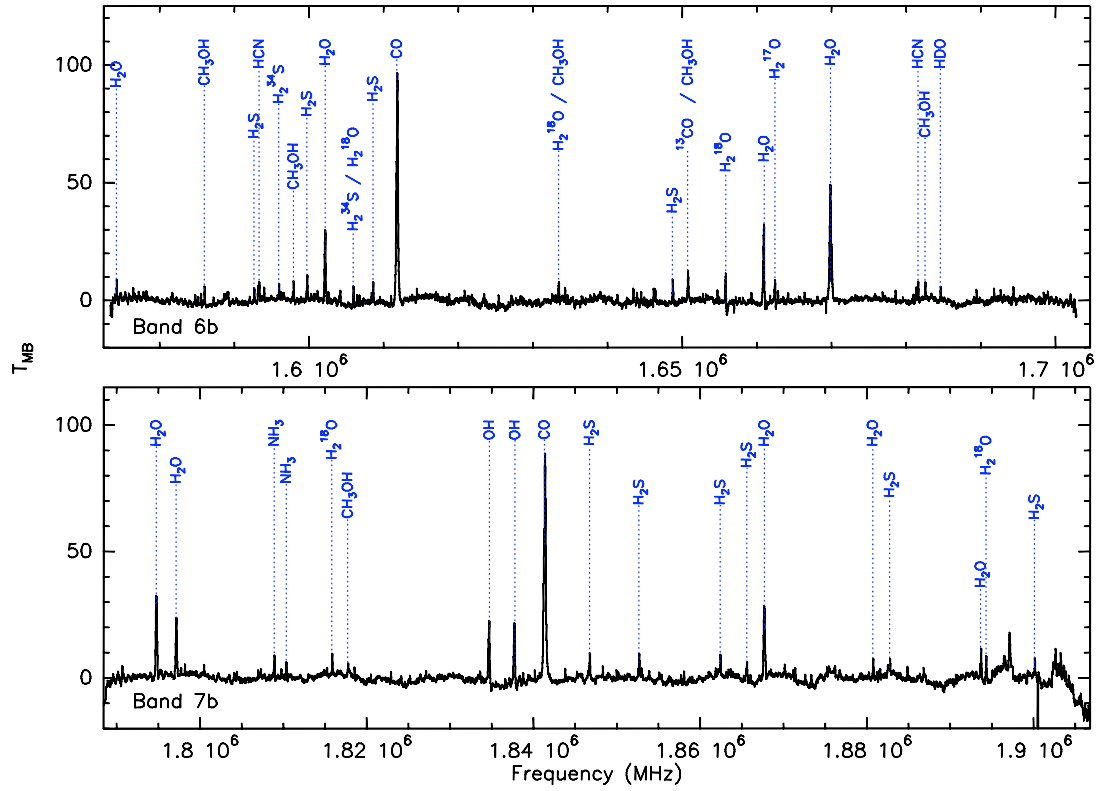 T_MB
100
50
0
H₂O
CH₃OH
H₂S
HCN
H₂³⁴S
CH₃OH
H₂S
H₂O
H₂³⁴S / H₂¹⁸O
H₂S
CO
H₂¹⁸O / CH₃OH
H₂S
¹³CO / CH₃OH
H₂¹⁸O
H₂O
H₂¹⁷O
H₂O
HCN
CH₃OH
HDO
Band 6b
1.6 10⁶
1.65 10⁶
1.7 10⁶
100
50
0
H₂O
H₂O
NH₃
NH₃
H₂¹⁸O
CH₃OH
OH
OH
CO
H₂S
H₂S
H₂S
H₂S
H₂O
H₂O
H₂S
H₂O
H₂¹⁸O
H₂S
Band 7b
1.8 10⁶
1.82 10⁶
1.84 10⁶
1.86 10⁶
1.88 10⁶
1.9 10⁶
Frequency (MHz)